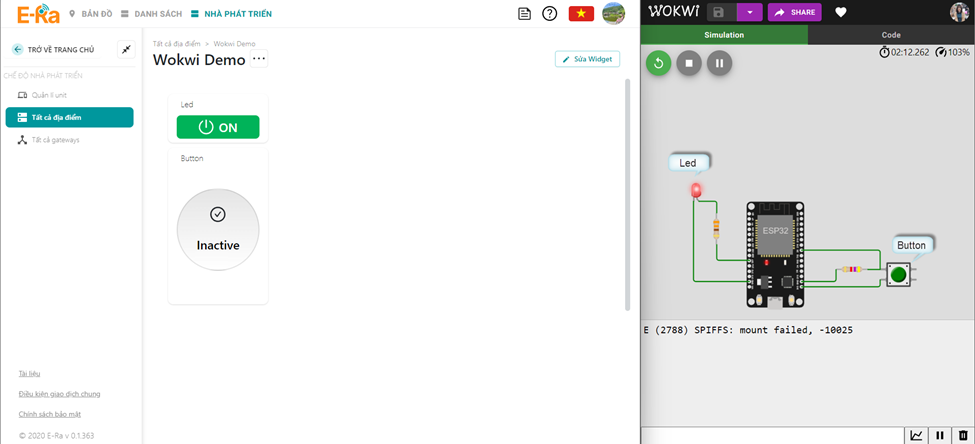 E-Ra
BẢN ĐỒ
DANH SÁCH
NHÀ PHÁT TRIỂN
TRỞ VỀ TRANG CHỦ
CHẾ ĐỘ NHÀ PHÁT TRIỂN
Quản lí unit
Tất cả địa điểm
Tất cả gateways
Tài liệu
Điều kiện giao dịch chung
Chính sách bảo mật
© 2020 E-Ra v 0.1.363
Tất cả địa điểm > Wokwi Demo
Wokwi Demo ...
Sửa Widget
Led
ON
Button
Inactive
WOKWI
SHARE
Simulation
Code
02:12.262
103%
Led
ESP32
Button
E (2788) SPIFFS: mount failed, -10025